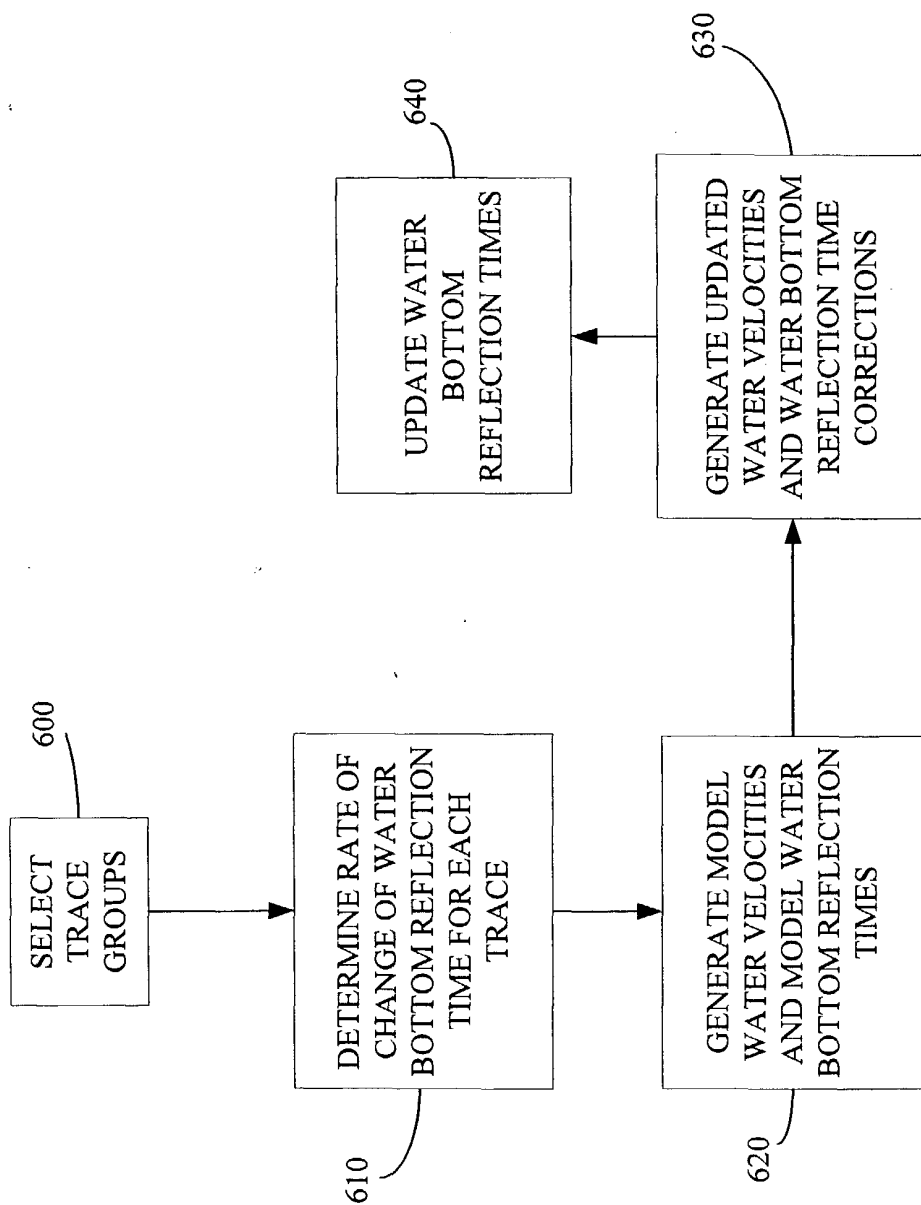 600
SELECT
TRACE
GROUPS
610
DETERMINE RATE OF
CHANGE OF WATER
BOTTOM REFLECTION
TIME FOR EACH
TRACE
620
GENERATE MODEL
WATER VELOCITIES
AND MODEL WATER
BOTTOM REFLECTION
TIMES
630
GENERATE UPDATED
WATER VELOCITIES
AND WATER BOTTOM
REFLECTION TIME
CORRECTIONS
640
UPDATE WATER
BOTTOM
REFLECTION TIMES